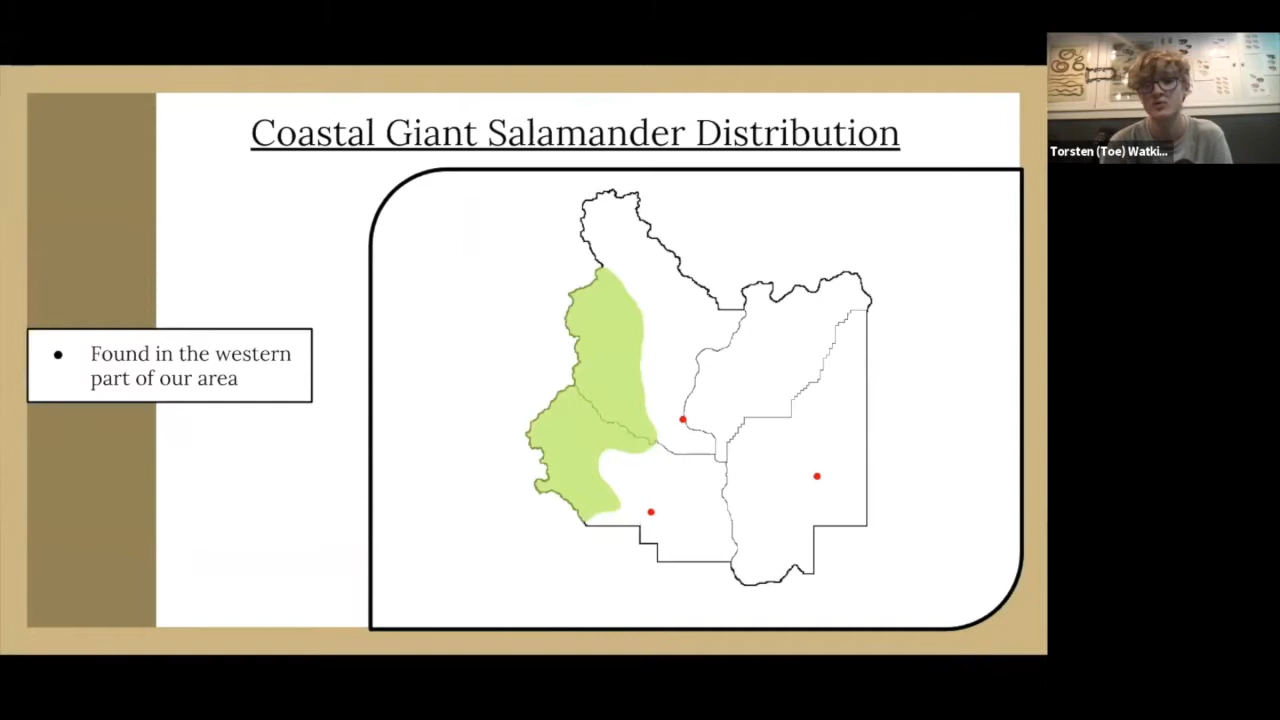 Coastal Giant Salamander Distribution
Torsten (Toe) Watki...
● Found in the western
part of our area